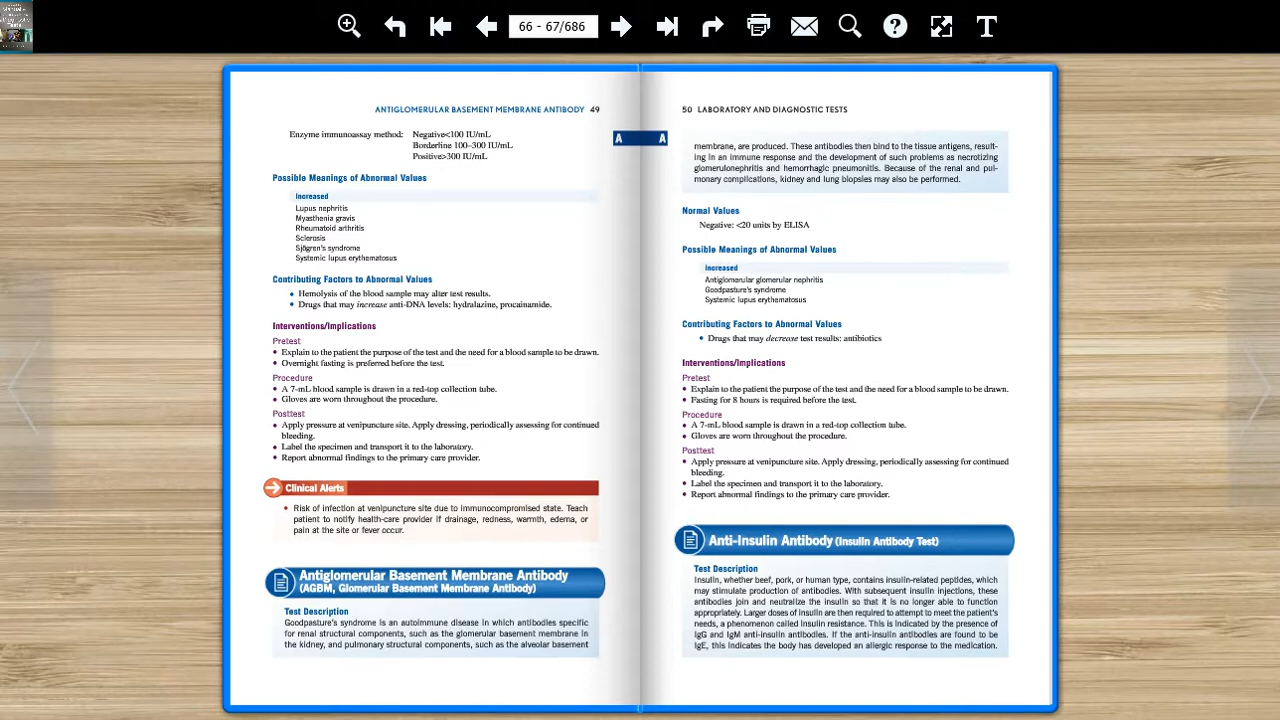 66 - 67/686
ANTIGLOMERULAR BASEMENT MEMBRANE ANTIBODY 49
Enzyme immunoassay method: Negative<100 IU/mL
Borderline 100–300 IU/mL
Positive>300 IU/mL
Possible Meanings of Abnormal Values
Increased
Lupus nephritis
Myasthenia gravis
Rheumatoid arthritis
Sclerosis
Sjögren's syndrome
Systemic lupus erythematosus
Contributing Factors to Abnormal Values
• Hemolysis of the blood sample may alter test results.
• Drugs that may increase anti-DNA levels: hydralazine, procainamide.
Interventions/Implications
Pretest
• Explain to the patient the purpose of the test and the need for a blood sample to be drawn.
• Overnight fasting is preferred before the test.
Procedure
• A 7-mL blood sample is drawn in a red-top collection tube.
• Gloves are worn throughout the procedure.
Posttest
• Apply pressure at venipuncture site. Apply dressing, periodically assessing for continued
bleeding.
• Label the specimen and transport it to the laboratory.
• Report abnormal findings to the primary care provider.
Clinical Alerts
• Risk of infection at venipuncture site due to immunocompromised state. Teach
patient to notify health-care provider if drainage, redness, warmth, edema, or
pain at the site or fever occur.
Antiglomerular Basement Membrane Antibody
(AGBM, Glomerular Basement Membrane Antibody)
Test Description
Goodpasture's syndrome is an autoimmune disease in which antibodies specific
for renal structural components, such as the glomerular basement membrane in
the kidney, and pulmonary structural components, such as the alveolar basement
A A
50 LABORATORY AND DIAGNOSTIC TESTS
membrane, are produced. These antibodies then bind to the tissue antigens, result-
ing in an immune response and the development of such problems as necrotizing
glomerulonephritis and hemorrhagic pneumonitis. Because of the renal and pul-
monary complications, kidney and lung biopsies may also be performed.
Normal Values
Negative: <20 units by ELISA
Possible Meanings of Abnormal Values
Increased
Antiglomerular glomerular nephritis
Goodpasture's syndrome
Systemic lupus erythematosus
Contributing Factors to Abnormal Values
• Drugs that may decrease test results: antibiotics
Interventions/Implications
Pretest
• Explain to the patient the purpose of the test and the need for a blood sample to be drawn.
• Fasting for 8 hours is required before the test.
Procedure
• A 7-mL blood sample is drawn in a red-top collection tube.
• Gloves are worn throughout the procedure.
Posttest
• Apply pressure at venipuncture site. Apply dressing, periodically assessing for continued
bleeding.
• Label the specimen and transport it to the laboratory.
• Report abnormal findings to the primary care provider.
Anti-Insulin Antibody (Insulin Antibody Test)
Test Description
Insulin, whether beef, pork, or human type, contains insulin-related peptides, which
may stimulate production of antibodies. With subsequent insulin injections, these
antibodies join and neutralize the insulin so that it is no longer able to function
appropriately. Larger doses of insulin are then required to attempt to meet the patient's
needs, a phenomenon called insulin resistance. This is indicated by the presence of
IgG and IgM anti-insulin antibodies. If the anti-insulin antibodies are found to be
IgE, this indicates the body has developed an allergic response to the medication.